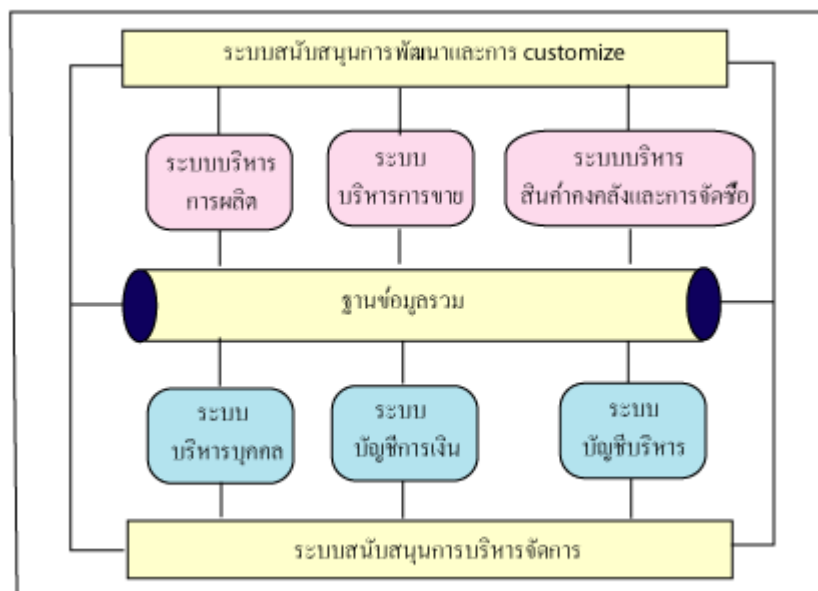 ระบบสนับสนุนการพัฒนาและการ customize
ระบบบริหาร
การผลิต
ระบบ
บริหารการขาย
ระบบบริหาร
สินค้าคงคลังและการจัดซื้อ
ฐานข้อมูลรวม
ระบบ
บริหารบุคคล
ระบบ
บัญชีการเงิน
ระบบ
บัญชีบริหาร
ระบบสนับสนุนการบริหารจัดการ